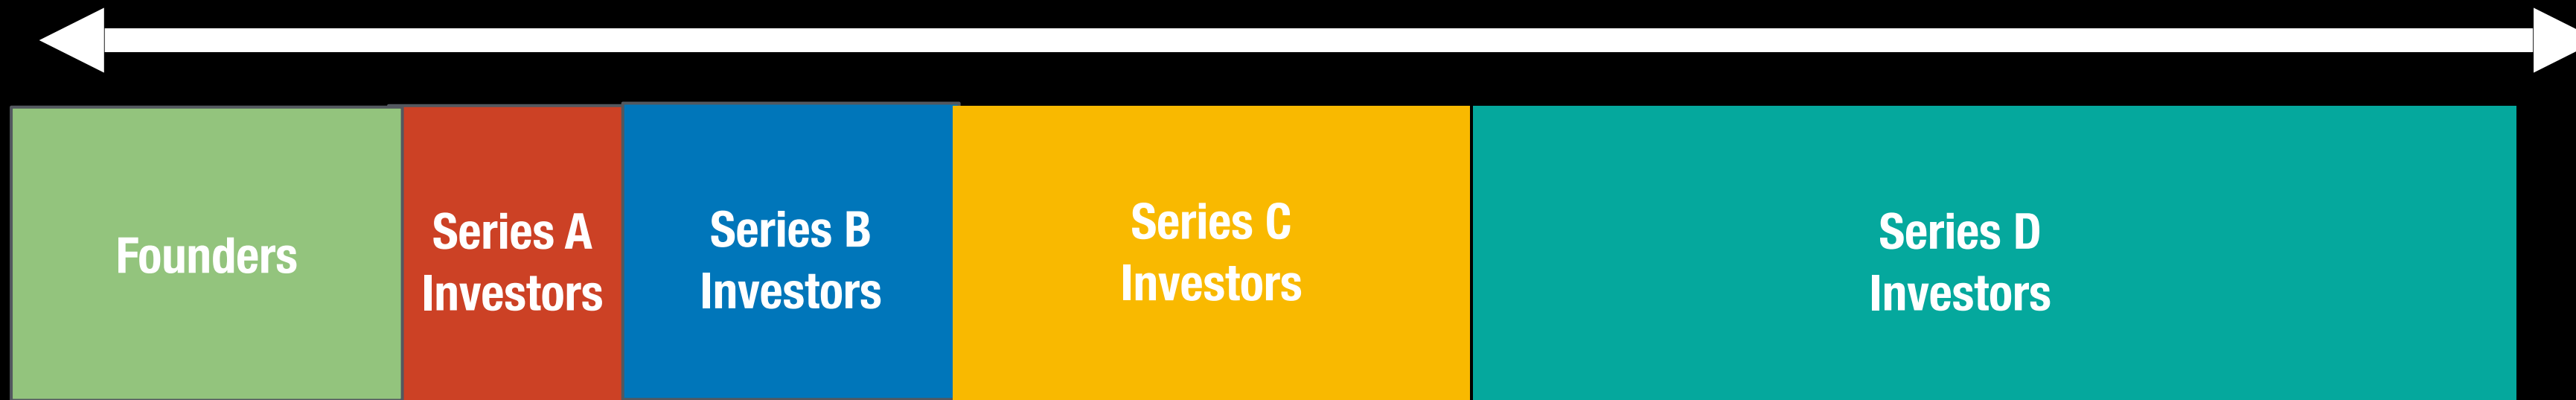 Founders
Series A
Investors
Series B
Investors
Series C
Investors
Series D
Investors